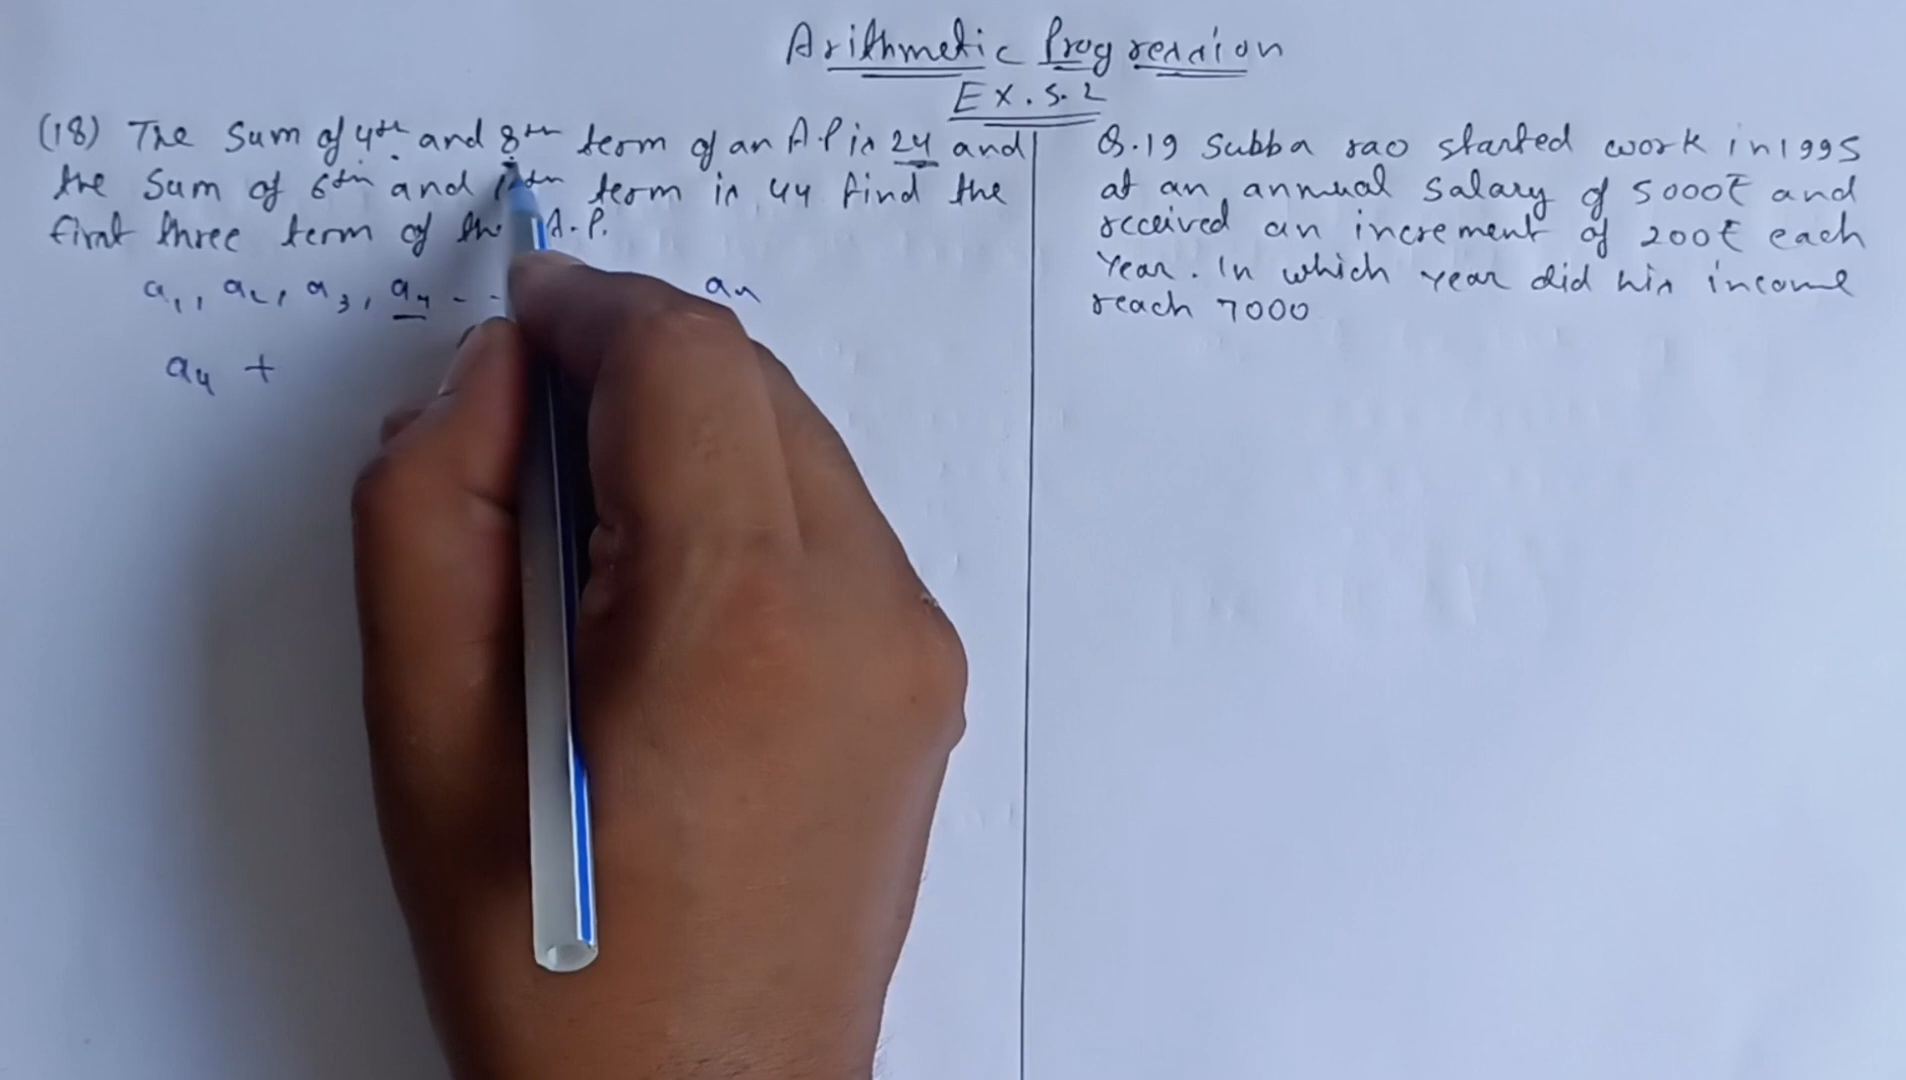 Arithmetic Progression
Ex. 5.2
(18) The Sum of 4th and 8th term of an A.P is 24 and
the Sum of 6th and term is 44 find the
first three term of the A.P.
a1, a2, a3, a4 - - an
a4 +
Q.19 Subba rao started work in 1995
at an annual salary of 5000₹ and
received an increment of 200₹ each
Year. In which year did his income
reach 7000